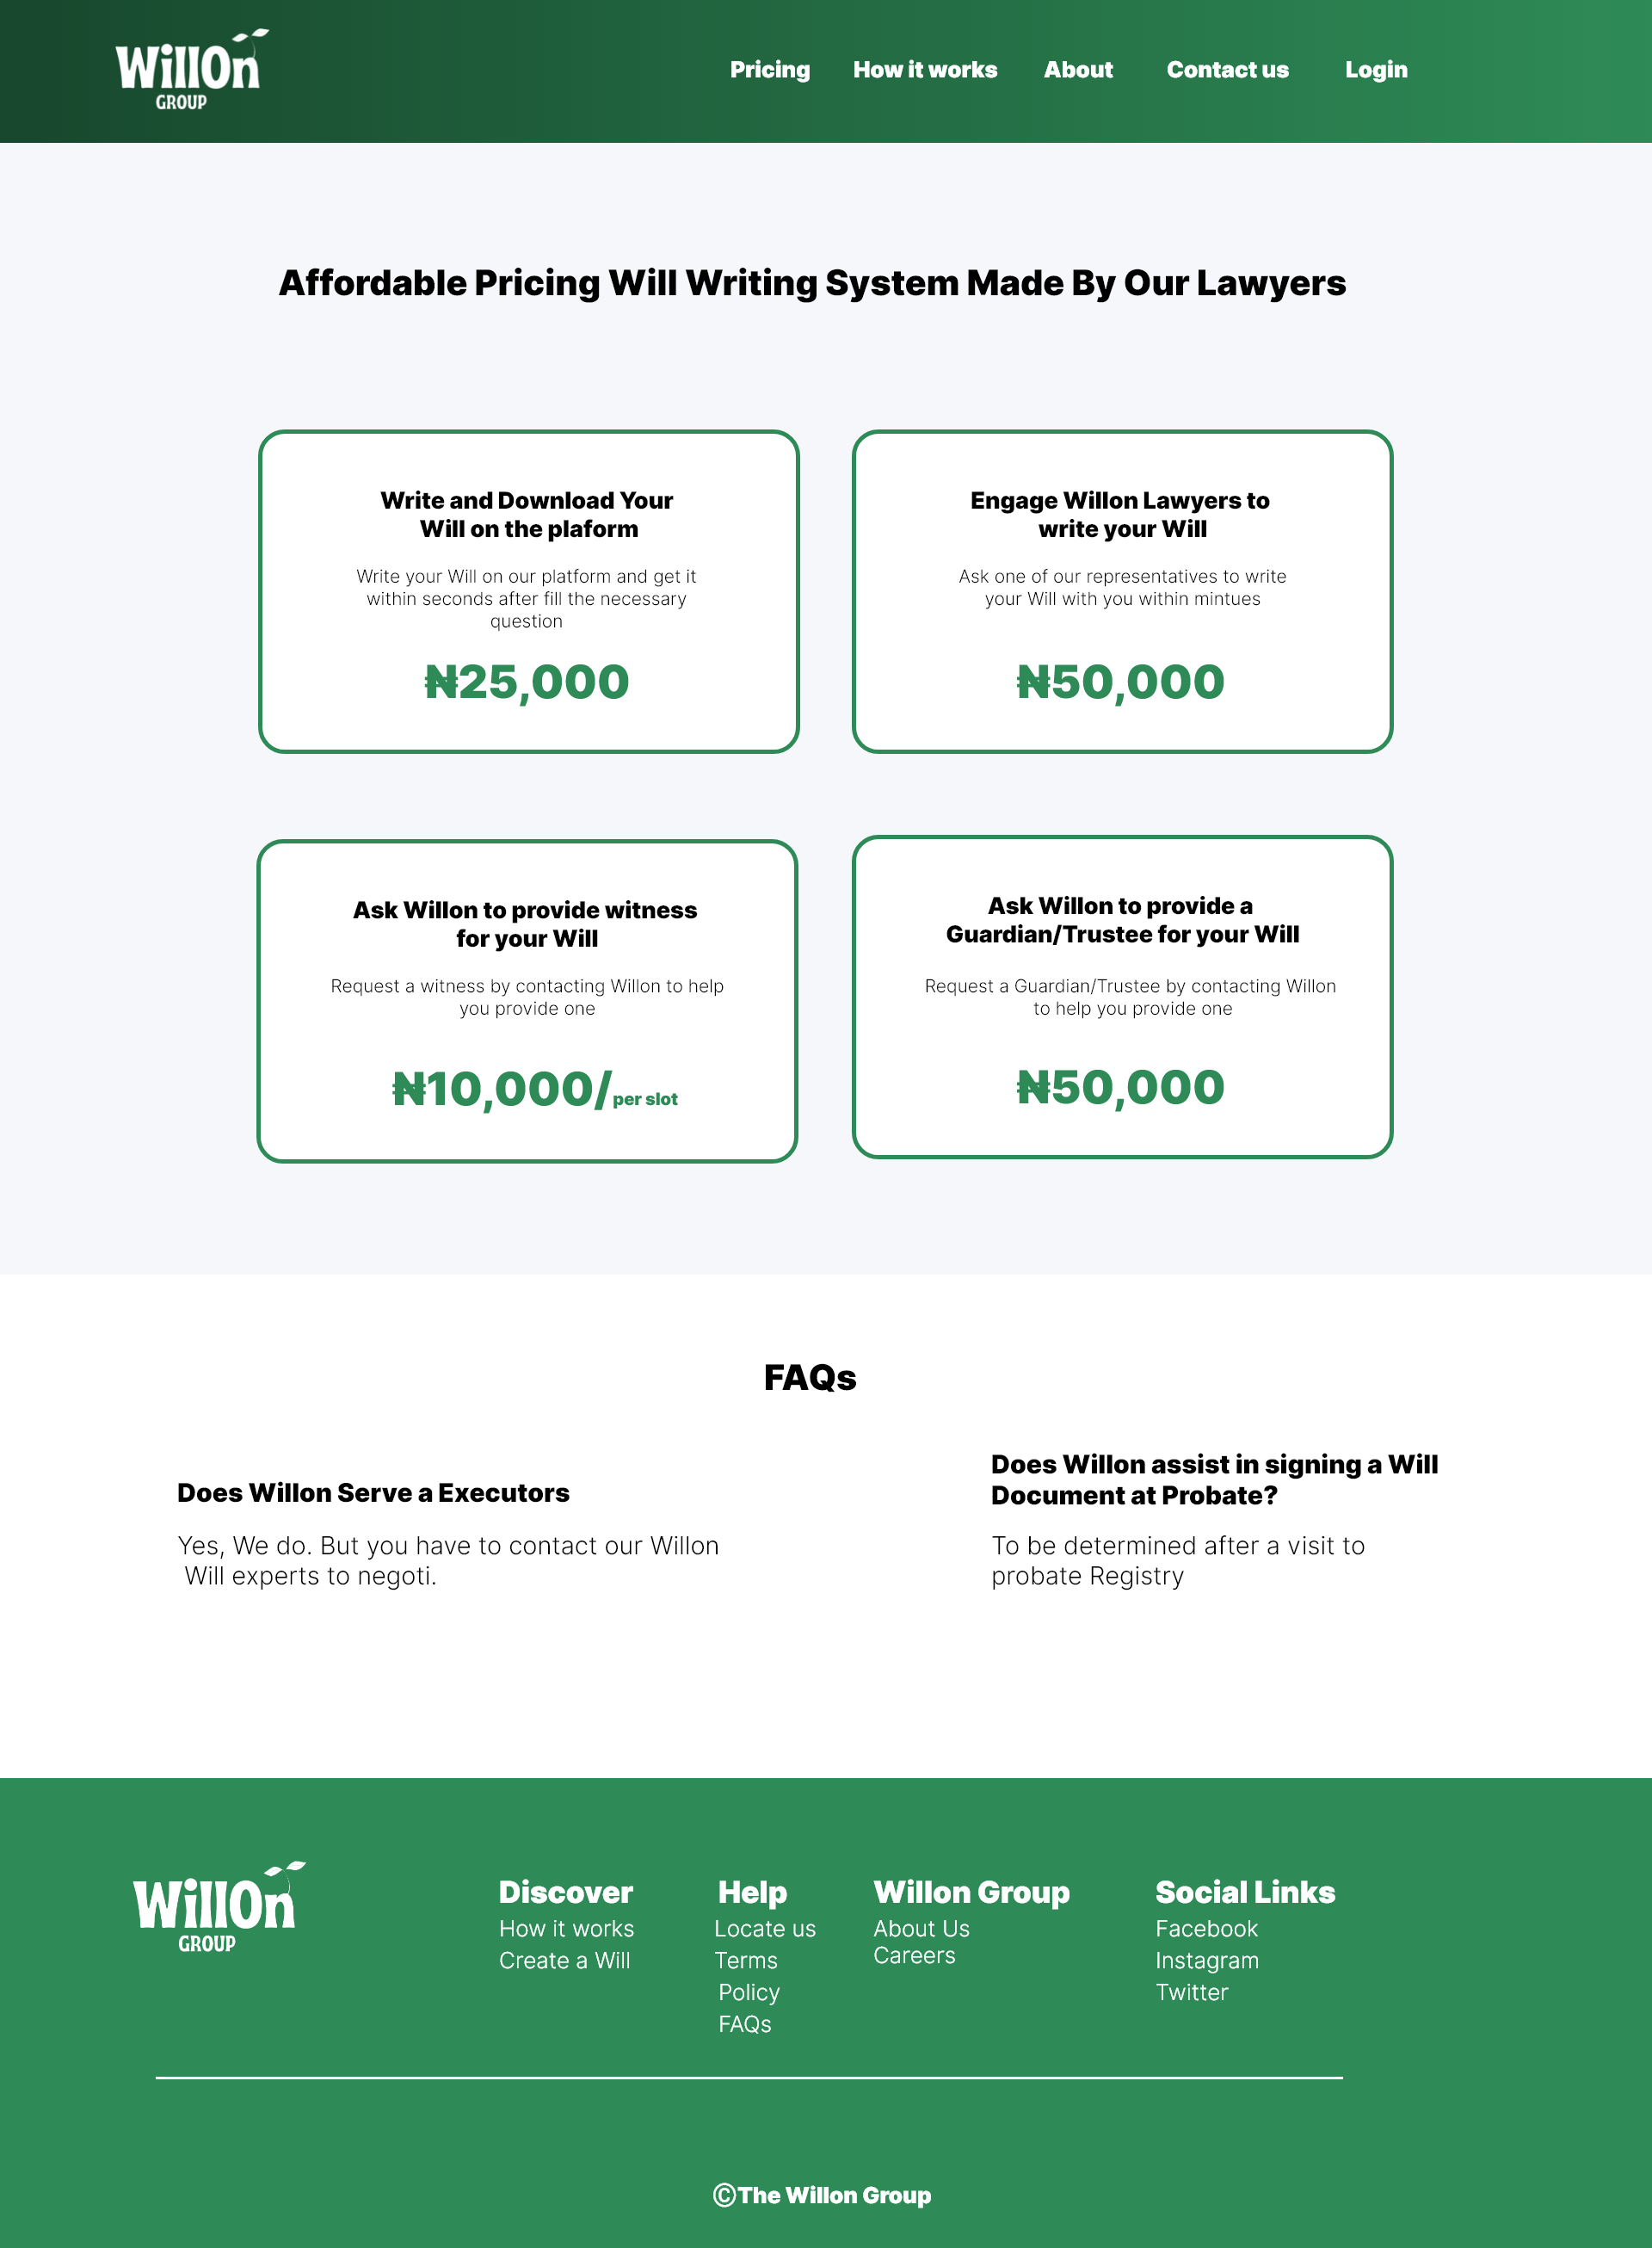 WillOn
GROUP
Pricing How it works About Contact us Login
Affordable Pricing Will Writing System Made By Our Lawyers
Write and Download Your
Will on the plaform
Write your Will on our platform and get it
within seconds after fill the necessary
question
₦25,000
Engage Willon Lawyers to
write your Will
Ask one of our representatives to write
your Will with you within mintues
₦50,000
Ask Willon to provide witness
for your Will
Request a witness by contacting Willon to help
you provide one
₦10,000/per slot
Ask Willon to provide a
Guardian/Trustee for your Will
Request a Guardian/Trustee by contacting Willon
to help you provide one
₦50,000
FAQs
Does Willon Serve a Executors
Yes, We do. But you have to contact our Willon
Will experts to negoti.
Does Willon assist in signing a Will
Document at Probate?
To be determined after a visit to
probate Registry
WillOn
GROUP
Discover
How it works
Create a Will
Help
Locate us
Terms
Policy
FAQs
Willon Group
About Us
Careers
Social Links
Facebook
Instagram
Twitter
©The Willon Group